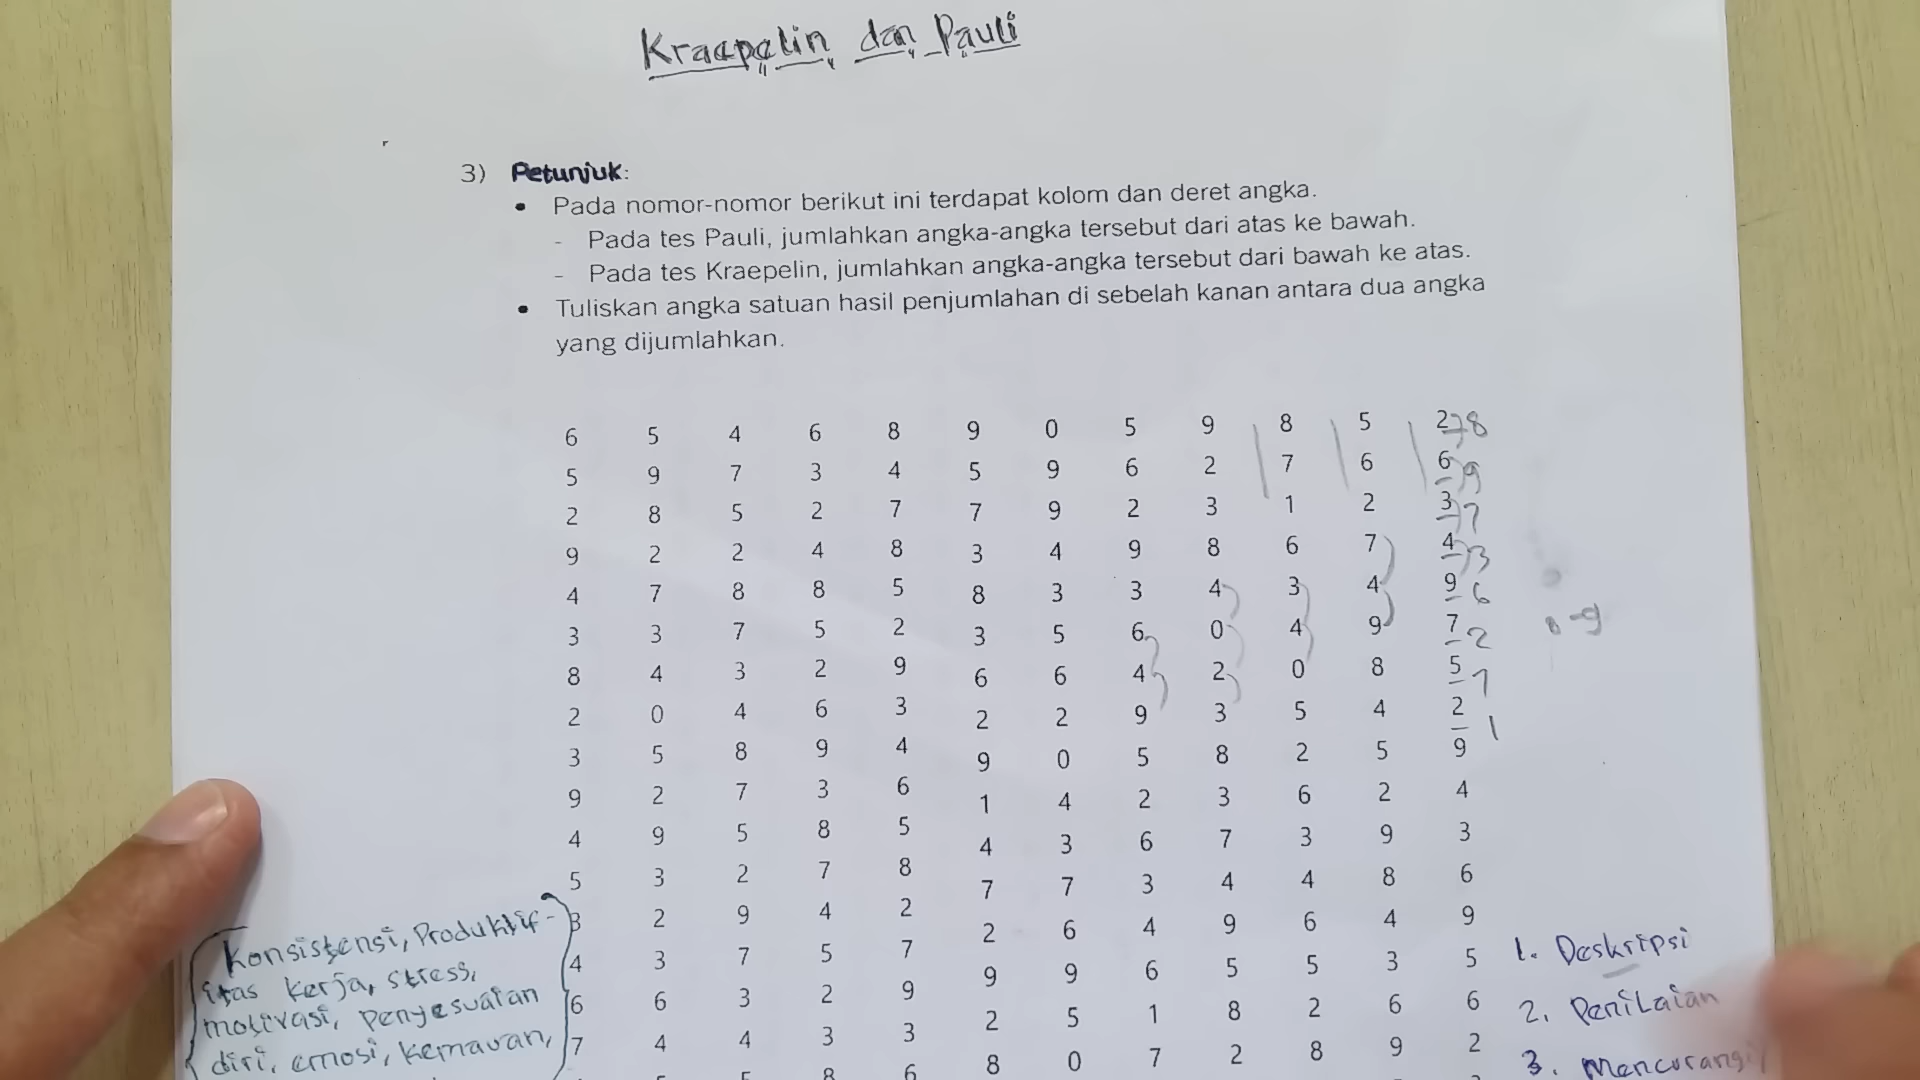 Kraepelin dan Pauli
3) Petunjuk:
• Pada nomor-nomor berikut ini terdapat kolom dan deret angka.
- Pada tes Pauli, jumlahkan angka-angka tersebut dari atas ke bawah.
- Pada tes Kraepelin, jumlahkan angka-angka tersebut dari bawah ke atas.
• Tuliskan angka satuan hasil penjumlahan di sebelah kanan antara dua angka
yang dijumlahkan.
6 5 4 6 8 9 0 5 9 8 5 2 8
5 9 7 3 4 5 9 6 2 7 6 6 9
2 8 5 2 7 7 9 2 3 1 2 3 7
9 2 2 4 8 3 4 9 8 6 7 4 3
4 7 8 8 5 8 3 3 4 3 4 9 6
3 3 7 5 2 3 5 6 0 4 9 7 2
8 4 3 2 9 6 6 4 2 0 8 5 7
2 0 4 6 3 2 2 9 3 5 4 2 1
3 5 8 9 4 9 0 5 8 2 5 9
9 2 7 3 6 1 4 2 3 6 2 4
4 9 5 8 5 4 3 6 7 3 9 3
5 3 2 7 8 7 7 3 4 4 8 6
3 2 9 4 2 2 6 4 9 6 4 9
4 3 7 5 7 9 9 6 5 5 3 5
6 6 3 2 9 2 5 1 8 2 6 6
7 4 4 3 3 8 0 7 2 8 9 2
8 6
0-9
Konsistensi, Produktif-
itas kerja, stress,
motivasi, penyesuaian
diri, emosi, kemauan,
1. Deskripsi
2. Penilaian
3. Mencurangi